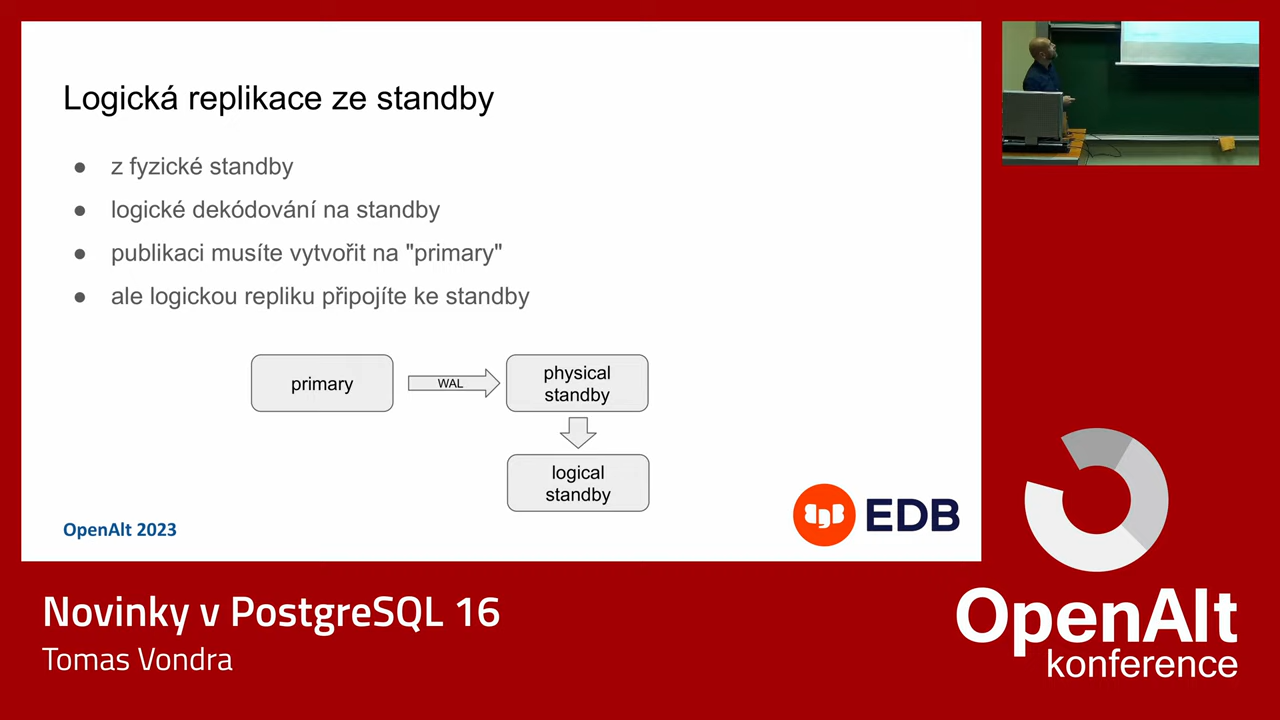 Logická replikace ze standby
● z fyzické standby
● logické dekódování na standby
● publikaci musíte vytvořit na "primary"
● ale logickou repliku připojíte ke standby
primary
WAL
physical
standby
logical
standby
OpenAlt 2023
EDB
Novinky v PostgreSQL 16
Tomas Vondra
OpenAlt
konference